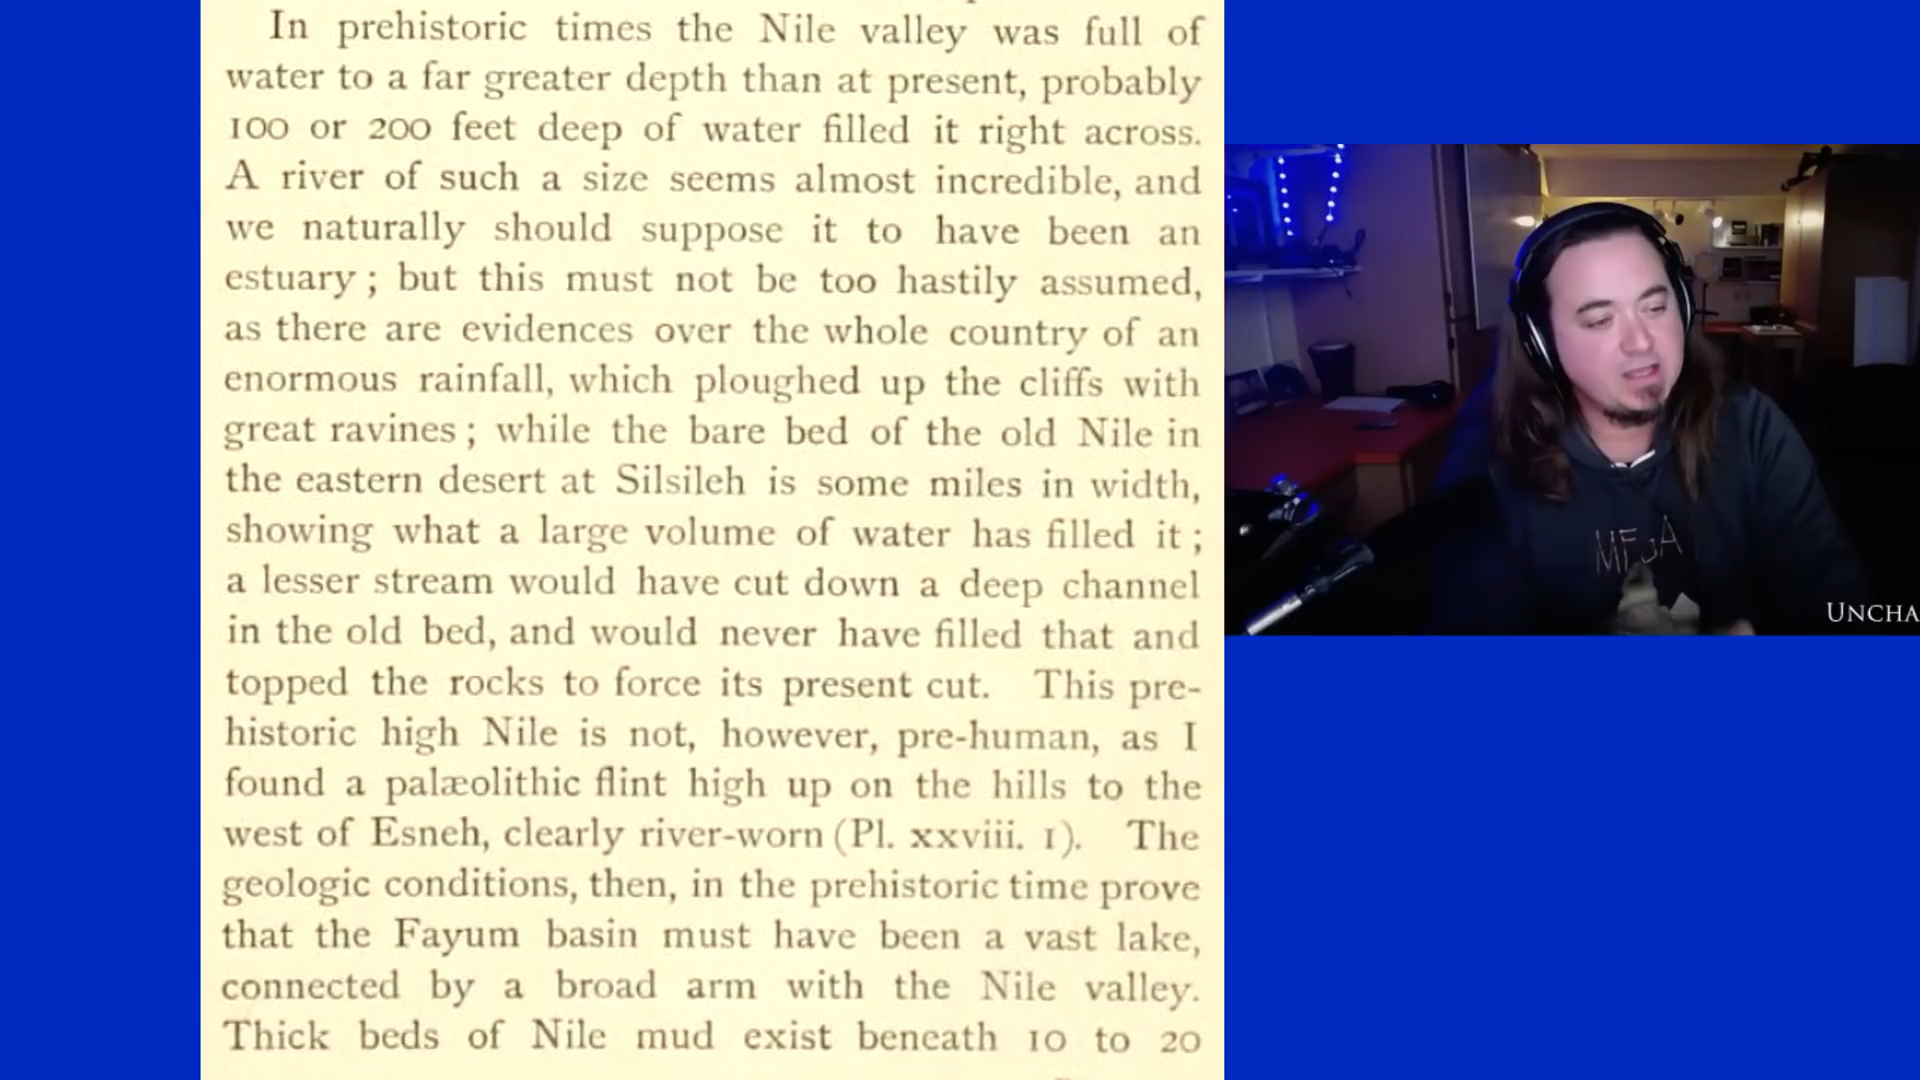 In prehistoric times the Nile valley was full of
water to a far greater depth than at present, probably
100 or 200 feet deep of water filled it right across.
A river of such a size seems almost incredible, and
we naturally should suppose it to have been an
estuary ; but this must not be too hastily assumed,
as there are evidences over the whole country of an
enormous rainfall, which ploughed up the cliffs with
great ravines ; while the bare bed of the old Nile in
the eastern desert at Silsileh is some miles in width,
showing what a large volume of water has filled it ;
a lesser stream would have cut down a deep channel
in the old bed, and would never have filled that and
topped the rocks to force its present cut. This pre-
historic high Nile is not, however, pre-human, as I
found a palæolithic flint high up on the hills to the
west of Esneh, clearly river-worn (Pl. xxviii. 1). The
geologic conditions, then, in the prehistoric time prove
that the Fayum basin must have been a vast lake,
connected by a broad arm with the Nile valley.
Thick beds of Nile mud exist beneath 10 to 20
UNCHA